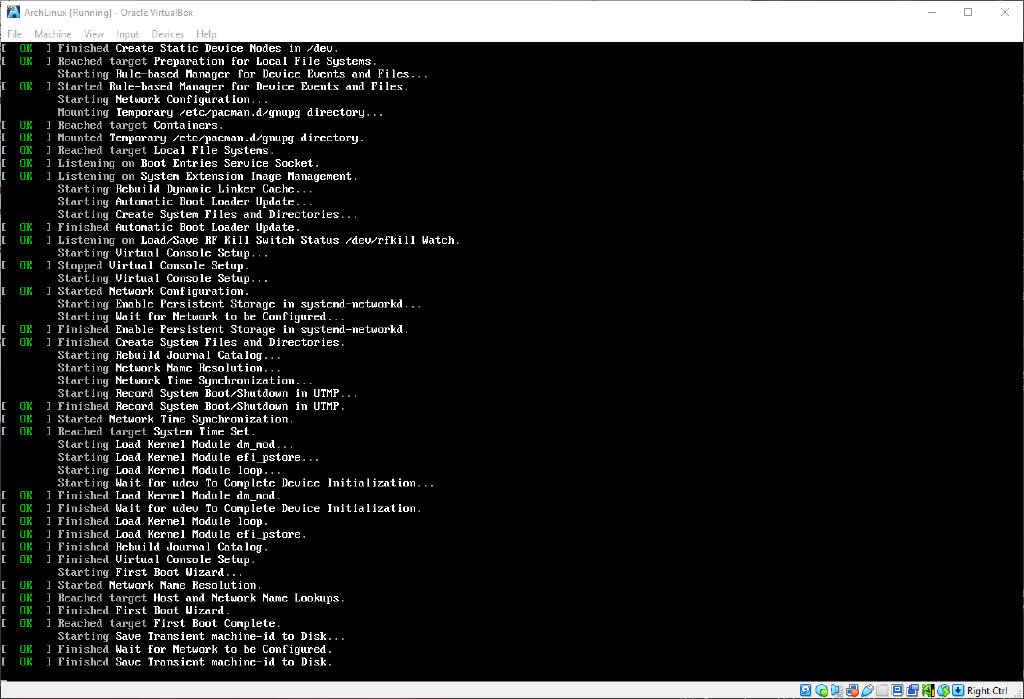 ArchLinux [Running] - Oracle VirtualBox
File Machine View Input Devices Help
[ OK ] Finished Create Static Device Nodes in /dev.
[ OK ] Reached target Preparation for Local File Systems.
Starting Rule-based Manager for Device Events and Files...
[ OK ] Started Rule-based Manager for Device Events and Files.
Starting Network Configuration...
Mounting Temporary /etc/pacman.d/gnupg directory...
[ OK ] Reached target Containers.
[ OK ] Mounted Temporary /etc/pacman.d/gnupg directory.
[ OK ] Reached target Local File Systems.
[ OK ] Listening on Boot Entries Service Socket.
[ OK ] Listening on System Extension Image Management.
Starting Rebuild Dynamic Linker Cache...
Starting Automatic Boot Loader Update...
Starting Create System Files and Directories...
[ OK ] Finished Automatic Boot Loader Update.
[ OK ] Listening on Load/Save RF Kill Switch Status /dev/rfkill Watch.
Starting Virtual Console Setup...
[ OK ] Stopped Virtual Console Setup.
Starting Virtual Console Setup...
[ OK ] Started Network Configuration.
Starting Enable Persistent Storage in systemd-networkd...
Starting Wait for Network to be Configured...
[ OK ] Finished Enable Persistent Storage in systemd-networkd.
[ OK ] Finished Create System Files and Directories.
Starting Rebuild Journal Catalog...
Starting Network Name Resolution...
Starting Network Time Synchronization...
Starting Record System Boot/Shutdown in UTMP...
[ OK ] Finished Record System Boot/Shutdown in UTMP.
[ OK ] Started Network Time Synchronization.
[ OK ] Reached target System Time Set.
Starting Load Kernel Module dm_mod...
Starting Load Kernel Module efi_pstore...
Starting Load Kernel Module loop...
Starting Wait for udev To Complete Device Initialization...
[ OK ] Finished Load Kernel Module dm_mod.
[ OK ] Finished Wait for udev To Complete Device Initialization.
[ OK ] Finished Load Kernel Module loop.
[ OK ] Finished Load Kernel Module efi_pstore.
[ OK ] Finished Rebuild Journal Catalog.
[ OK ] Finished Virtual Console Setup.
Starting First Boot Wizard...
[ OK ] Started Network Name Resolution.
[ OK ] Reached target Host and Network Name Lookups.
[ OK ] Finished First Boot Wizard.
[ OK ] Reached target First Boot Complete.
Starting Save Transient machine-id to Disk...
[ OK ] Finished Wait for Network to be Configured.
[ OK ] Finished Save Transient machine-id to Disk.
Right Ctrl